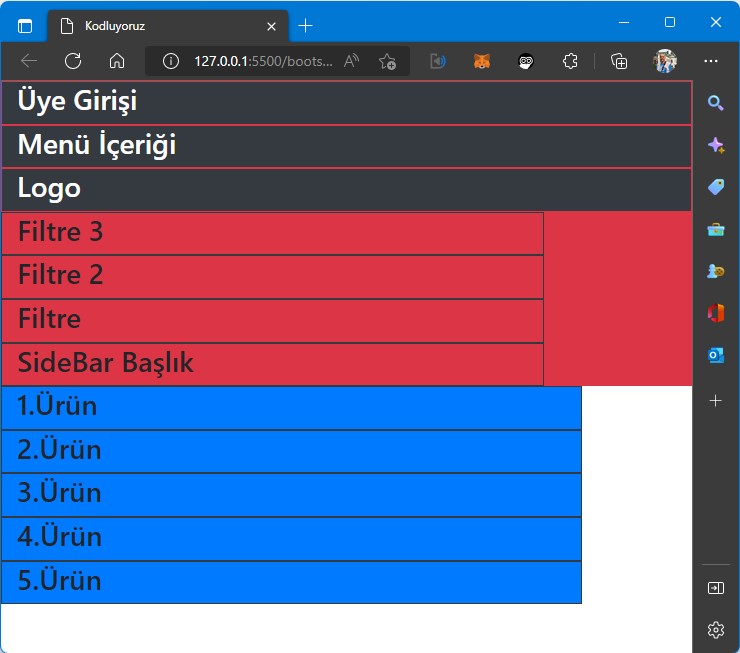 Kodluyoruz
127.0.0.1:5500/boots...
Üye Girişi
Menü İçeriği
Logo
Filtre 3
Filtre 2
Filtre
SideBar Başlık
1.Ürün
2.Ürün
3.Ürün
4.Ürün
5.Ürün